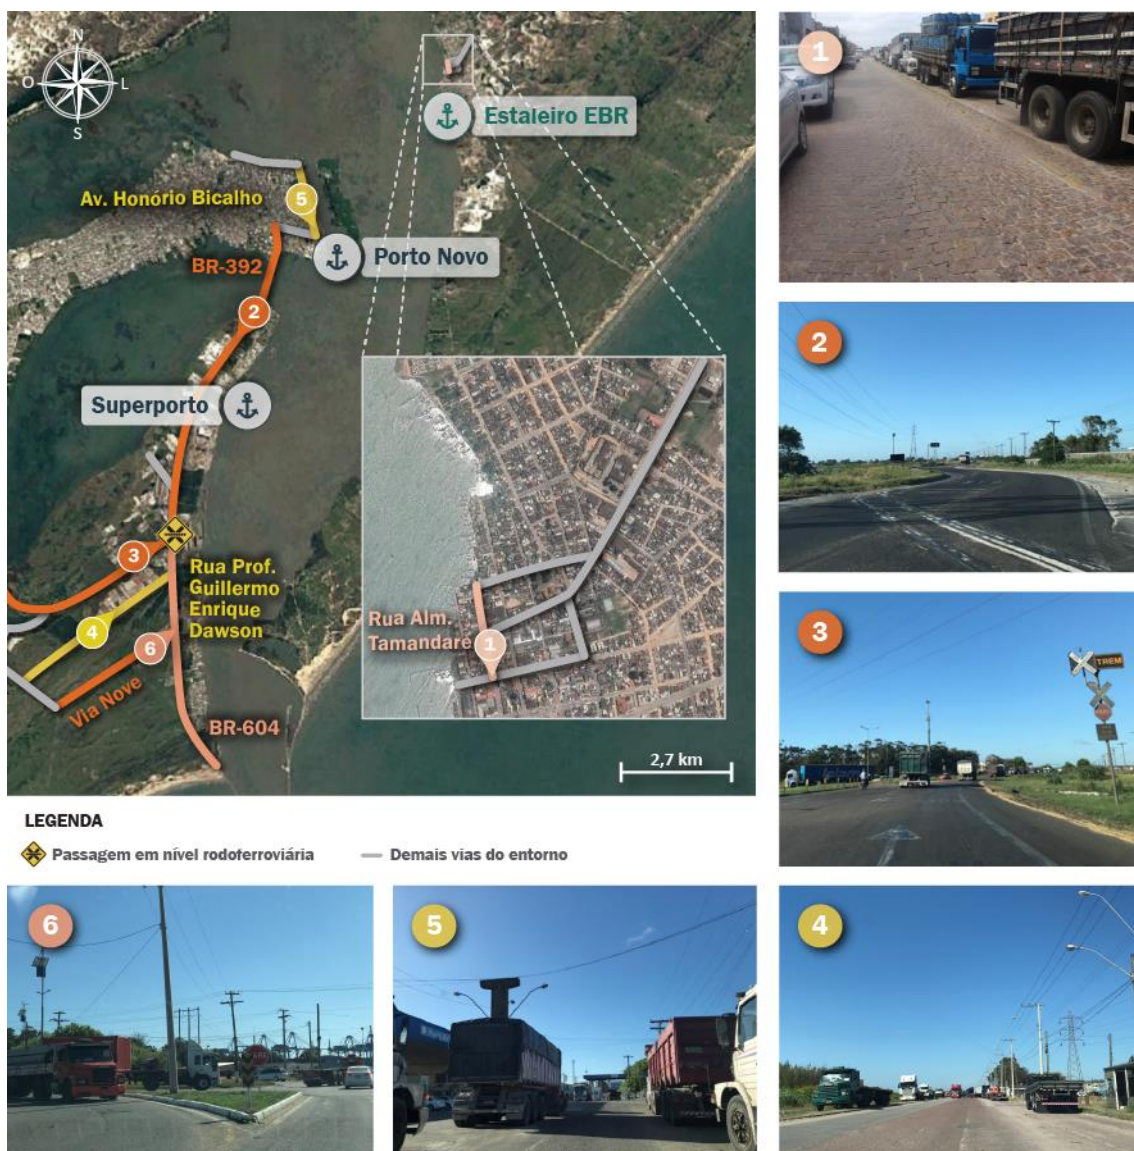 N
O
L
S
Estaleiro EBR
Av. Honório Bicalho
5
Porto Novo
BR-392
2
Superporto
3
Rua Prof.
Guillermo
Enrique
Dawson
4
6
Via Nove
BR-604
Rua Alm.
Tamandaré
1
2,7 km
LEGENDA
Passagem em nível rodoferroviária
Demais vias do entorno
1
2
3
TREM
6
5
4